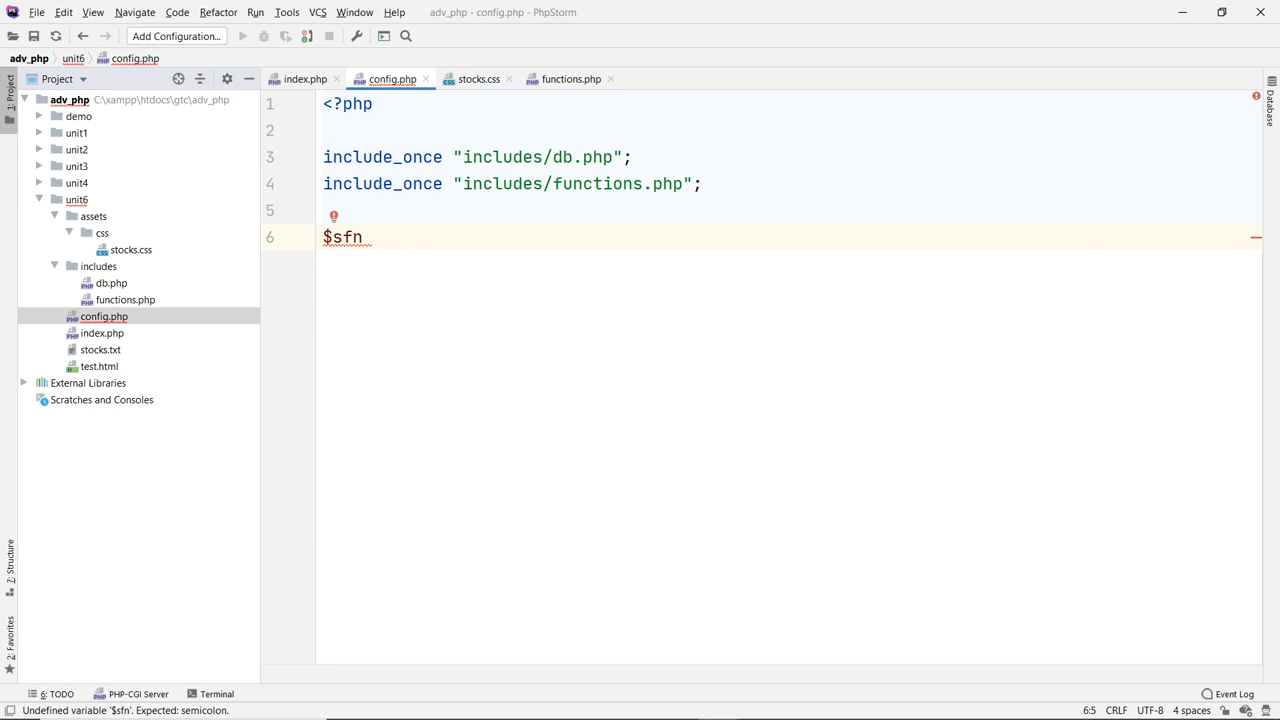 File Edit View Navigate Code Refactor Run Tools VCS Window Help adv_php - config.php - PhpStorm
Add Configuration...
adv_php unit6 config.php
Project index.php config.php stocks.css functions.php
1: Project
adv_php C:\xampp\htdocs\gtc\adv_php
demo
unit1
unit2
unit3
unit4
unit6
assets
css
stocks.css
includes
db.php
functions.php
config.php
index.php
stocks.txt
test.html
External Libraries
Scratches and Consoles
7: Structure
2: Favorites
1 <?php
2
3 include_once "includes/db.php";
4 include_once "includes/functions.php";
5
6 $sfn
Database
6: TODO PHP-CGI Server Terminal Event Log
Undefined variable '$sfn'. Expected: semicolon. 6:5 CRLF UTF-8 4 spaces